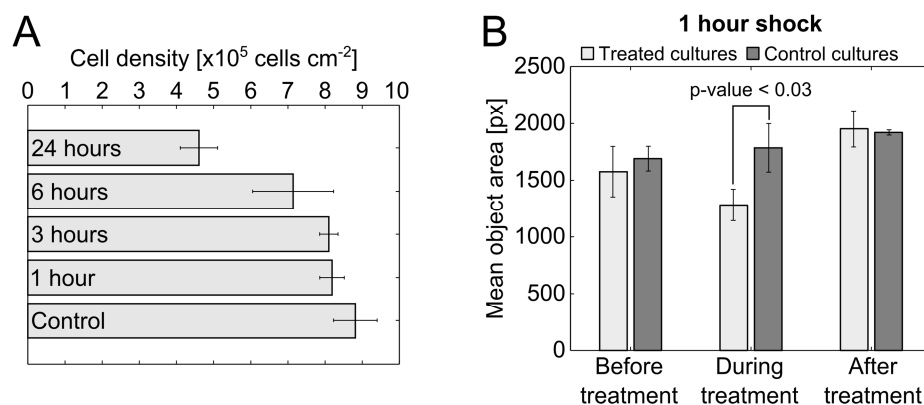 A
Cell density [x10⁵ cells cm⁻²]
0 1 2 3 4 5 6 7 8 9 10
24 hours
6 hours
3 hours
1 hour
Control
B
1 hour shock
Treated cultures Control cultures
p-value < 0.03
Mean object area [px]
2500
2000
1500
1000
500
0
Before treatment
During treatment
After treatment